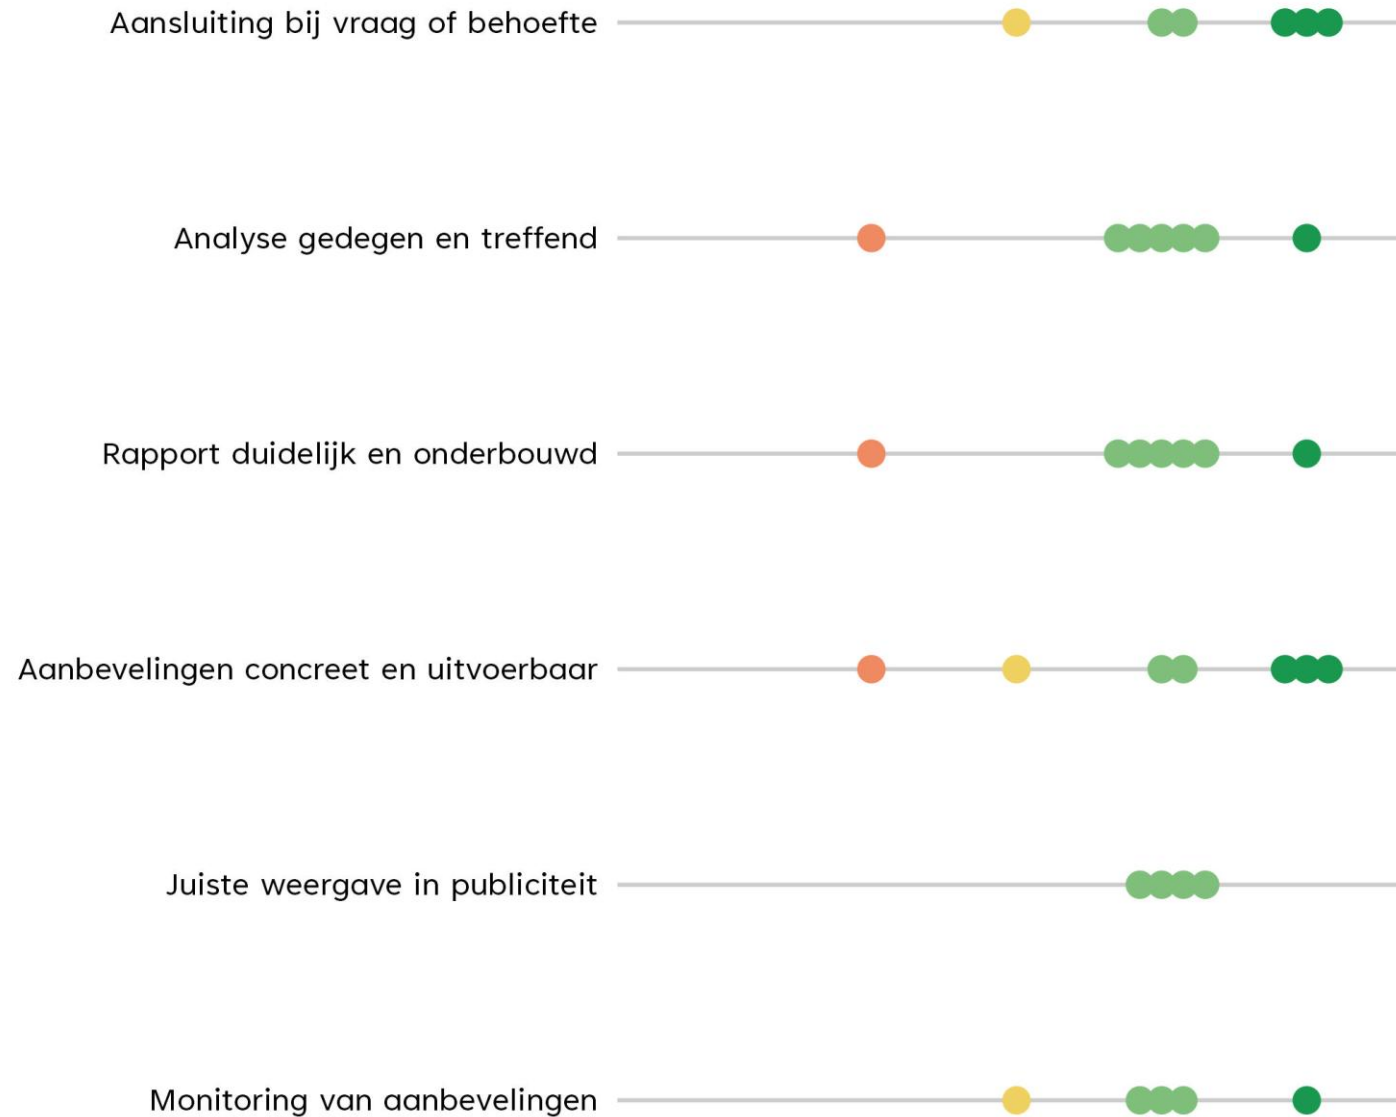 Aansluiting bij vraag of behoefte
Analyse gedegen en treffend
Rapport duidelijk en onderbouwd
Aanbevelingen concreet en uitvoerbaar
Juiste weergave in publiciteit
Monitoring van aanbevelingen